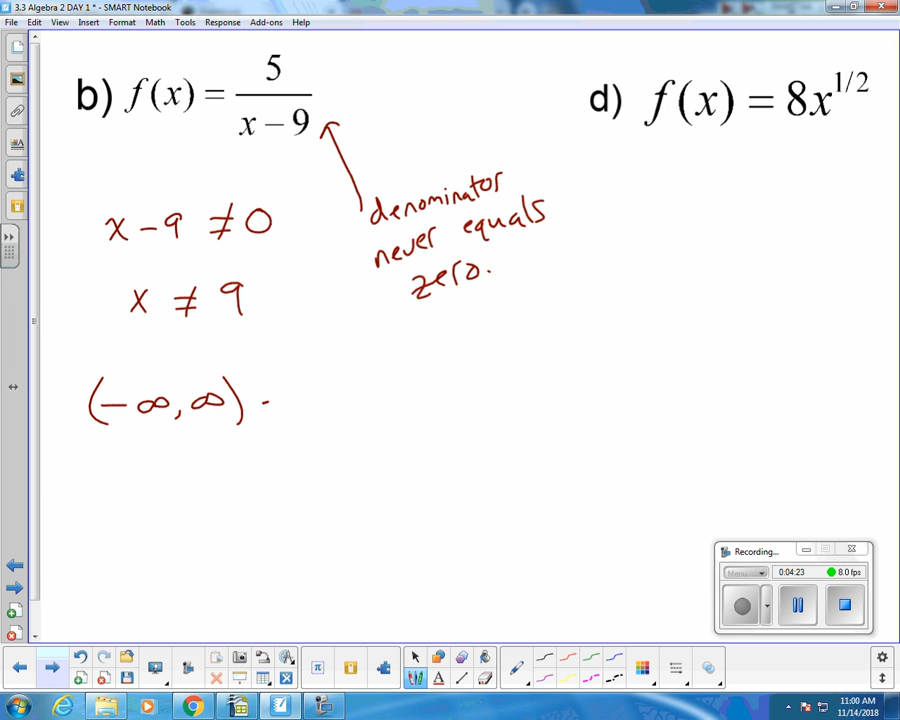 3.3 Algebra 2 DAY 1 * - SMART Notebook
File Edit View Insert Format Math Tools Response Add-ons Help
b) f(x) = 5/(x − 9)
d) f(x) = 8x^{1/2}
denominator
never equals
zero.
x − 9 ≠ 0
x ≠ 9
(−∞, ∞) -
Recording...
Menu
0:04:23 8.0 fps
11:00 AM
11/14/2018